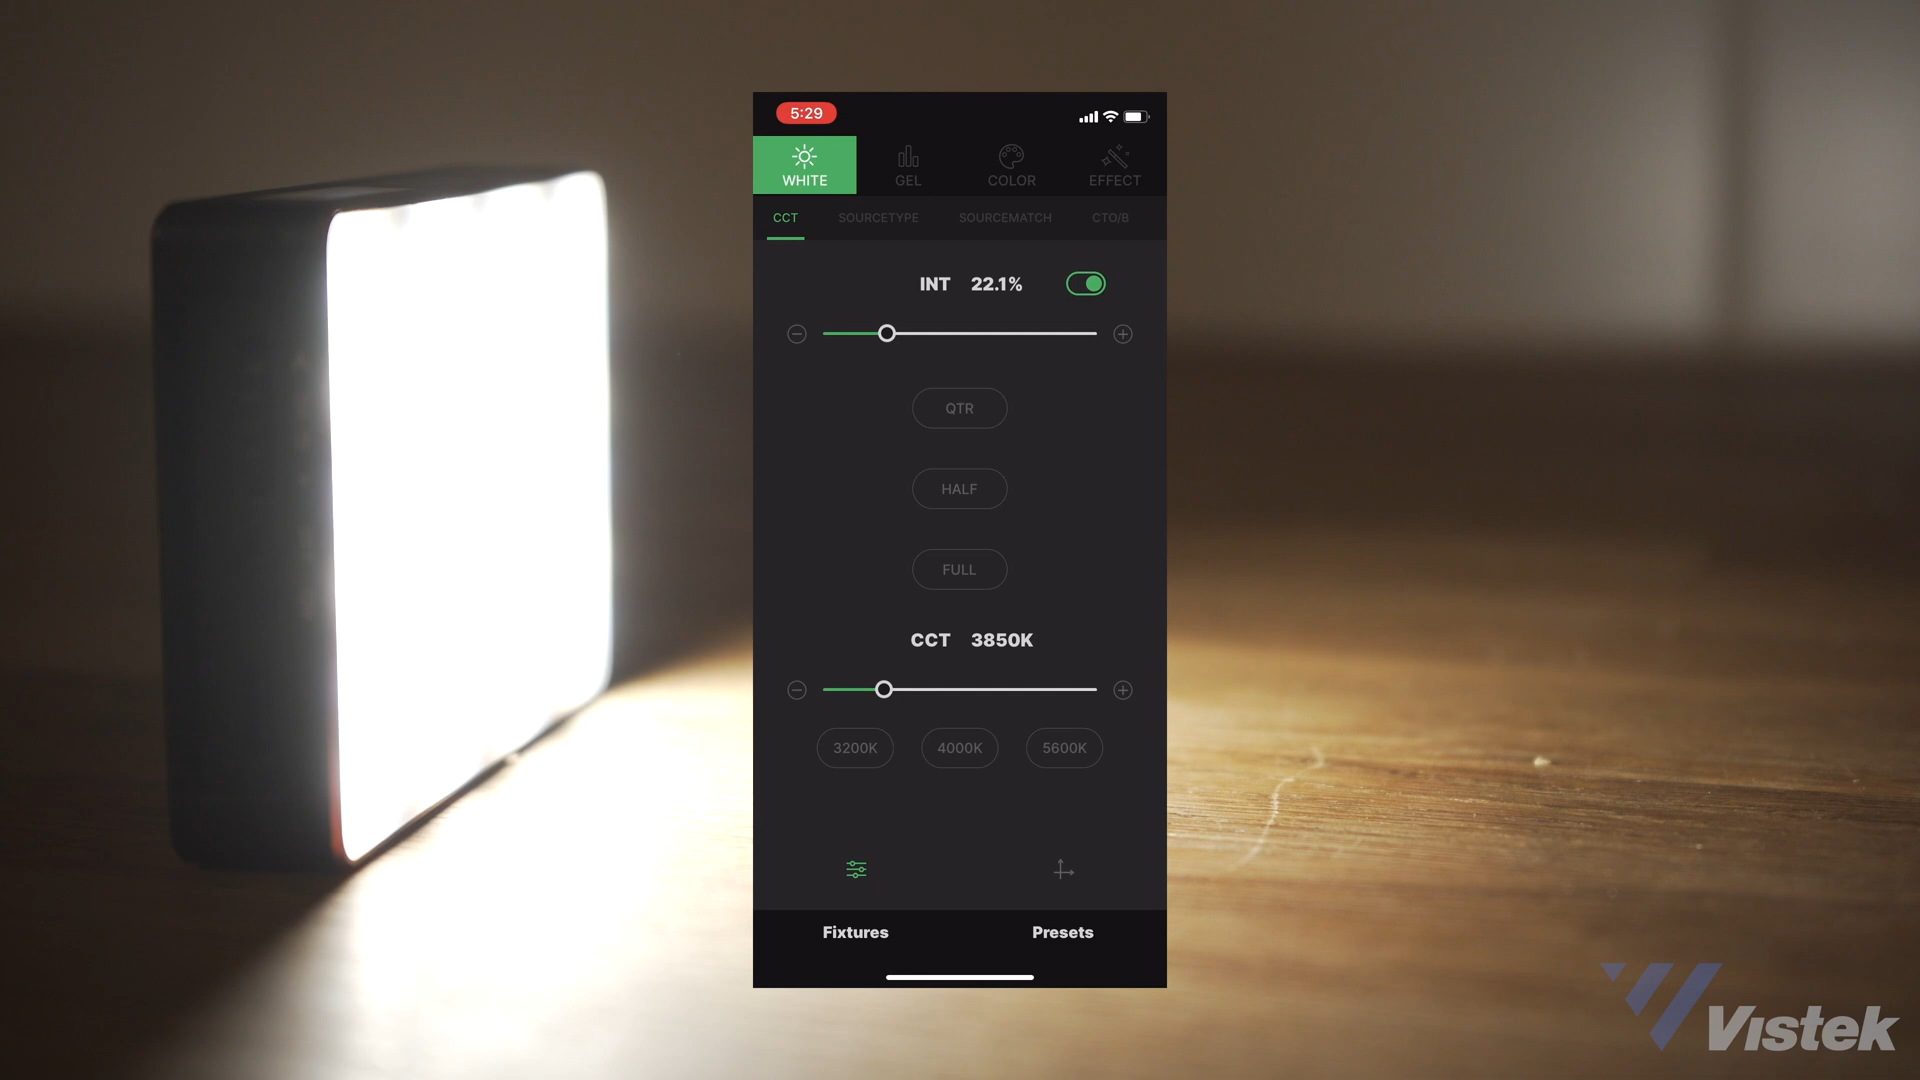 5:29
WHITE GEL COLOR EFFECT
CCT SOURCETYPE SOURCEMATCH CTO/B
INT 22.1%
QTR
HALF
FULL
CCT 3850K
3200K 4000K 5600K
Fixtures Presets
Vistek